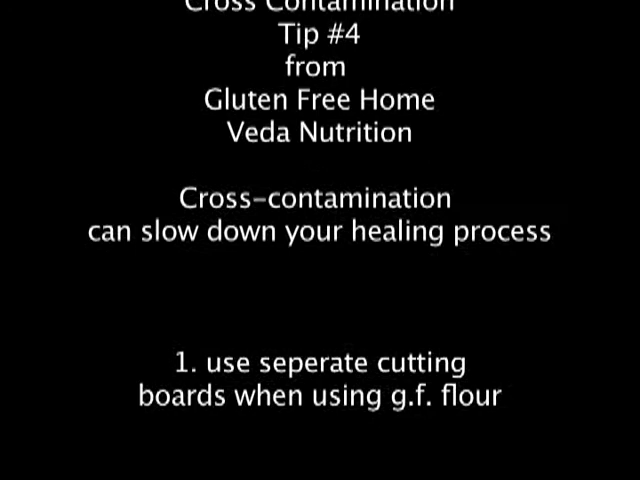 Cross Contamination
Tip #4
from
Gluten Free Home
Veda Nutrition
Cross-contamination
can slow down your healing process
1. use seperate cutting
boards when using g.f. flour